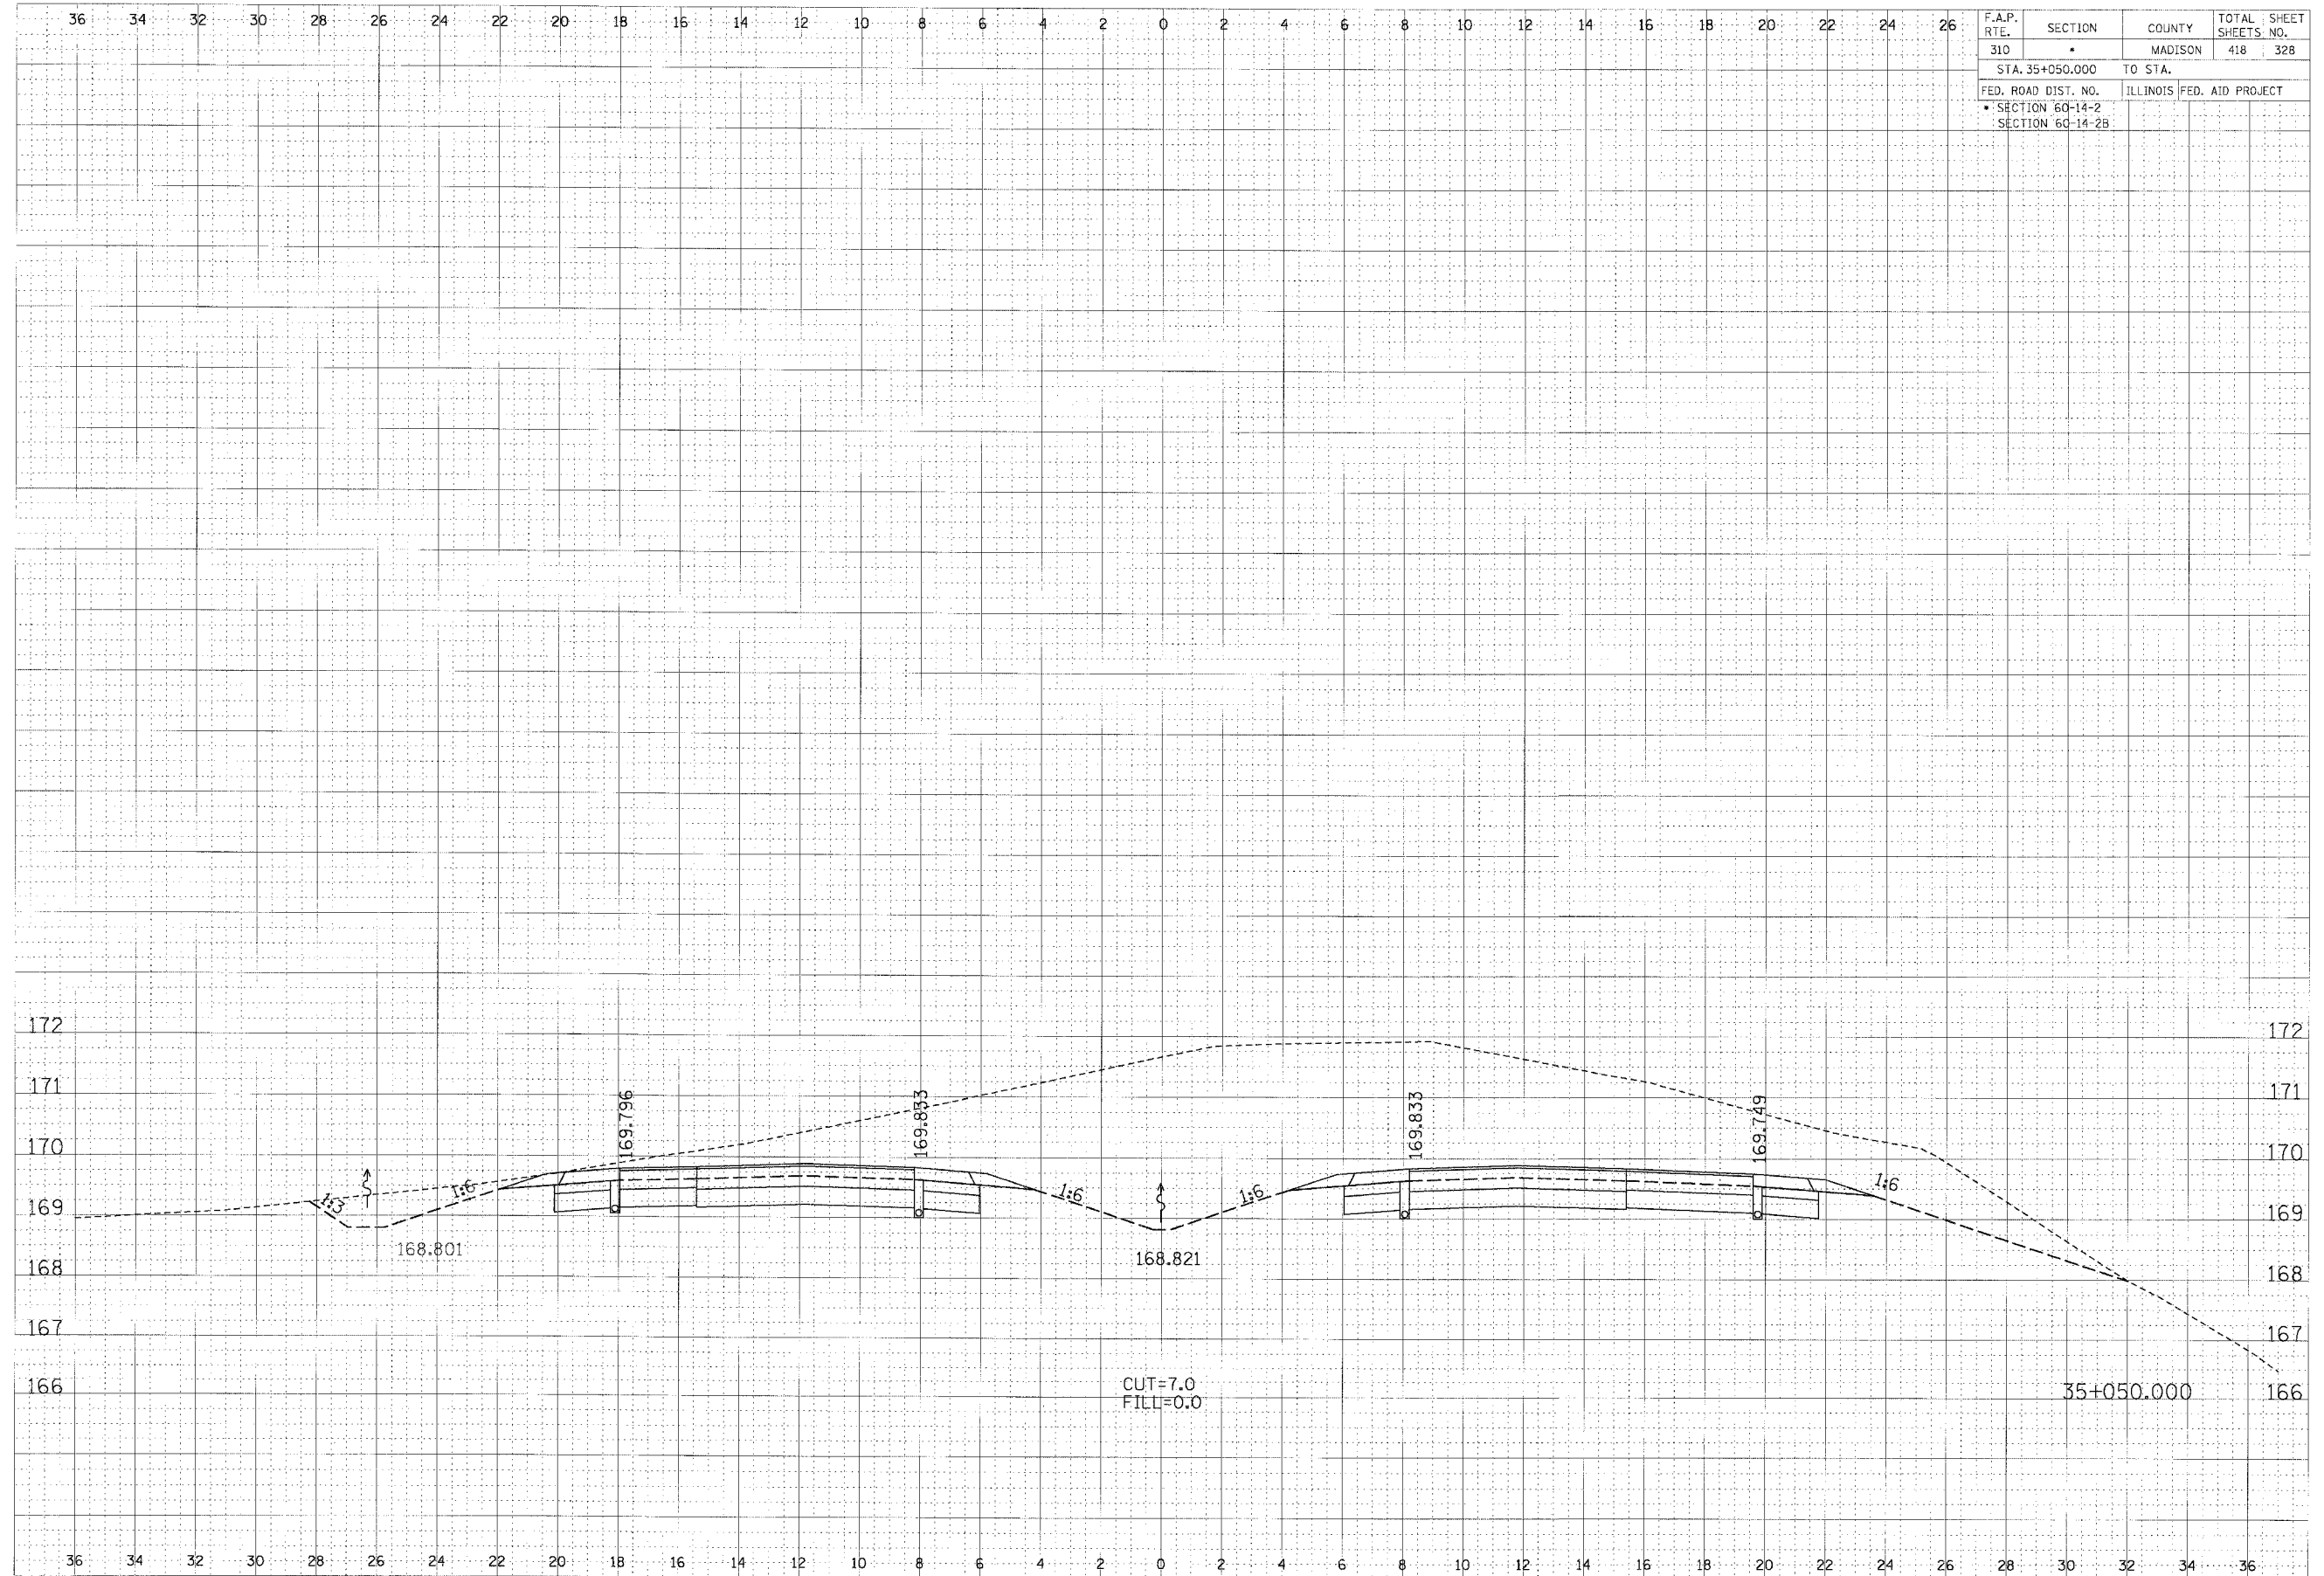 36 34 32 30 28 26 24 22 20 18 16 14 12 10 8 6 4 2 0 2 4 6 8 10 12 14 16 18 20 22 24 26
F.A.P. RTE. SECTION COUNTY TOTAL SHEETS SHEET NO.
310 • MADISON 418 328
STA. 35+050.000 TO STA.
FED. ROAD DIST. NO. ILLINOIS FED. AID PROJECT
• SECTION 60-14-2
SECTION 60-14-2B
172 172
171 171
169.796 169.833 169.833 169.749
170 170
1:3 1:6 1:6 1:6 1:6
169 169
168.801 168.821
168 168
167 167
CUT=7.0
FILL=0.0
166 35+050.000 166
36 34 32 30 28 26 24 22 20 18 16 14 12 10 8 6 4 2 0 2 4 6 8 10 12 14 16 18 20 22 24 26 28 30 32 34 36